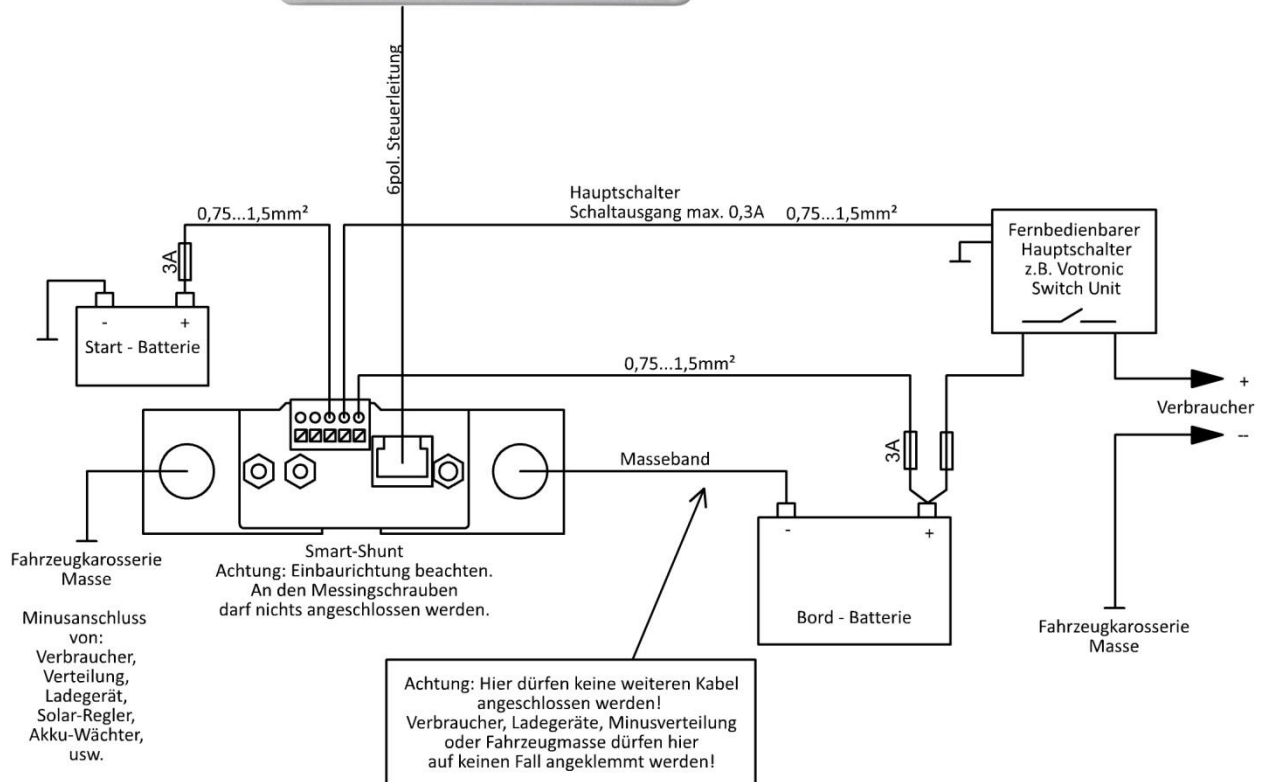 6pol. Steuerleitung
Hauptschalter
Schaltausgang max. 0,3A
0,75...1,5mm²
0,75...1,5mm²
3A
- +
Start - Batterie
Fernbedienbarer
Hauptschalter
z.B. Votronic
Switch Unit
0,75...1,5mm²
+
Verbraucher
--
3A
Masseband
- +
Bord - Batterie
Fahrzeugkarosserie
Masse
Smart-Shunt
Achtung: Einbaurichtung beachten.
An den Messingschrauben
darf nichts angeschlossen werden.
Fahrzeugkarosserie
Masse
Minusanschluss
von:
Verbraucher,
Verteilung,
Ladegerät,
Solar-Regler,
Akku-Wächter,
usw.
Achtung: Hier dürfen keine weiteren Kabel
angeschlossen werden!
Verbraucher, Ladegeräte, Minusverteilung
oder Fahrzeugmasse dürfen hier
auf keinen Fall angeklemmt werden!